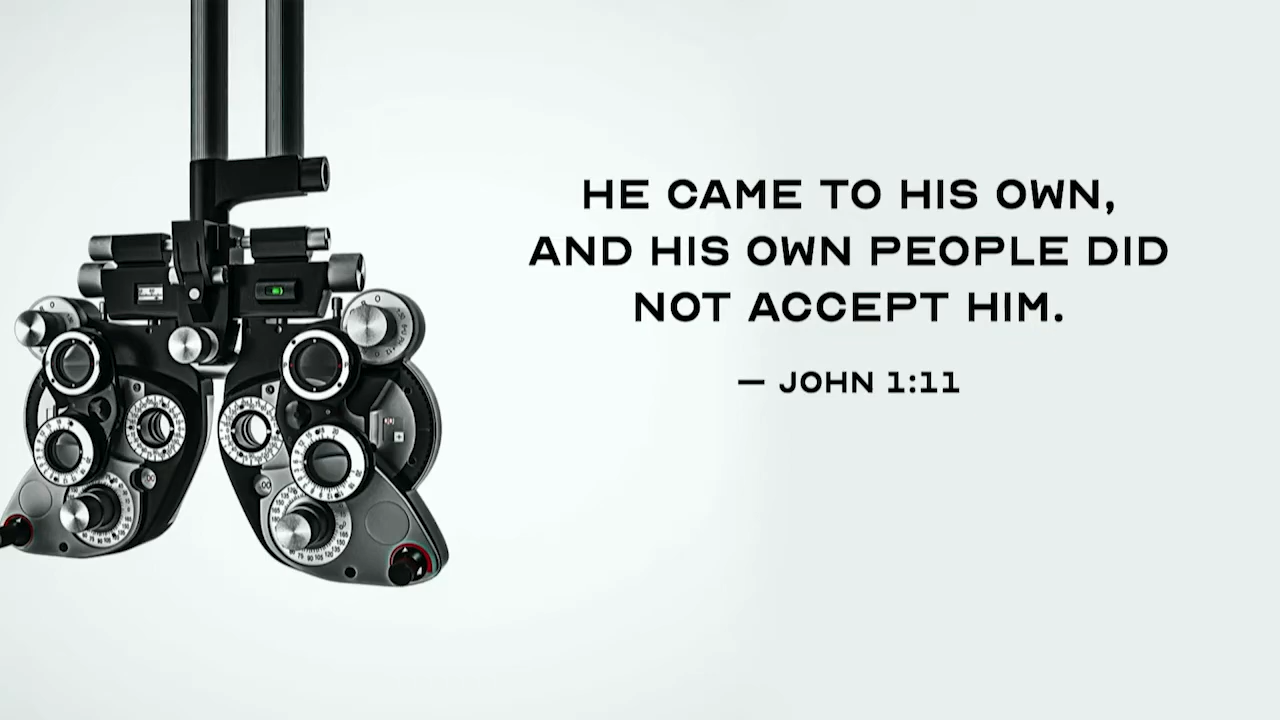 HE CAME TO HIS OWN,
AND HIS OWN PEOPLE DID
NOT ACCEPT HIM.
— JOHN 1:11